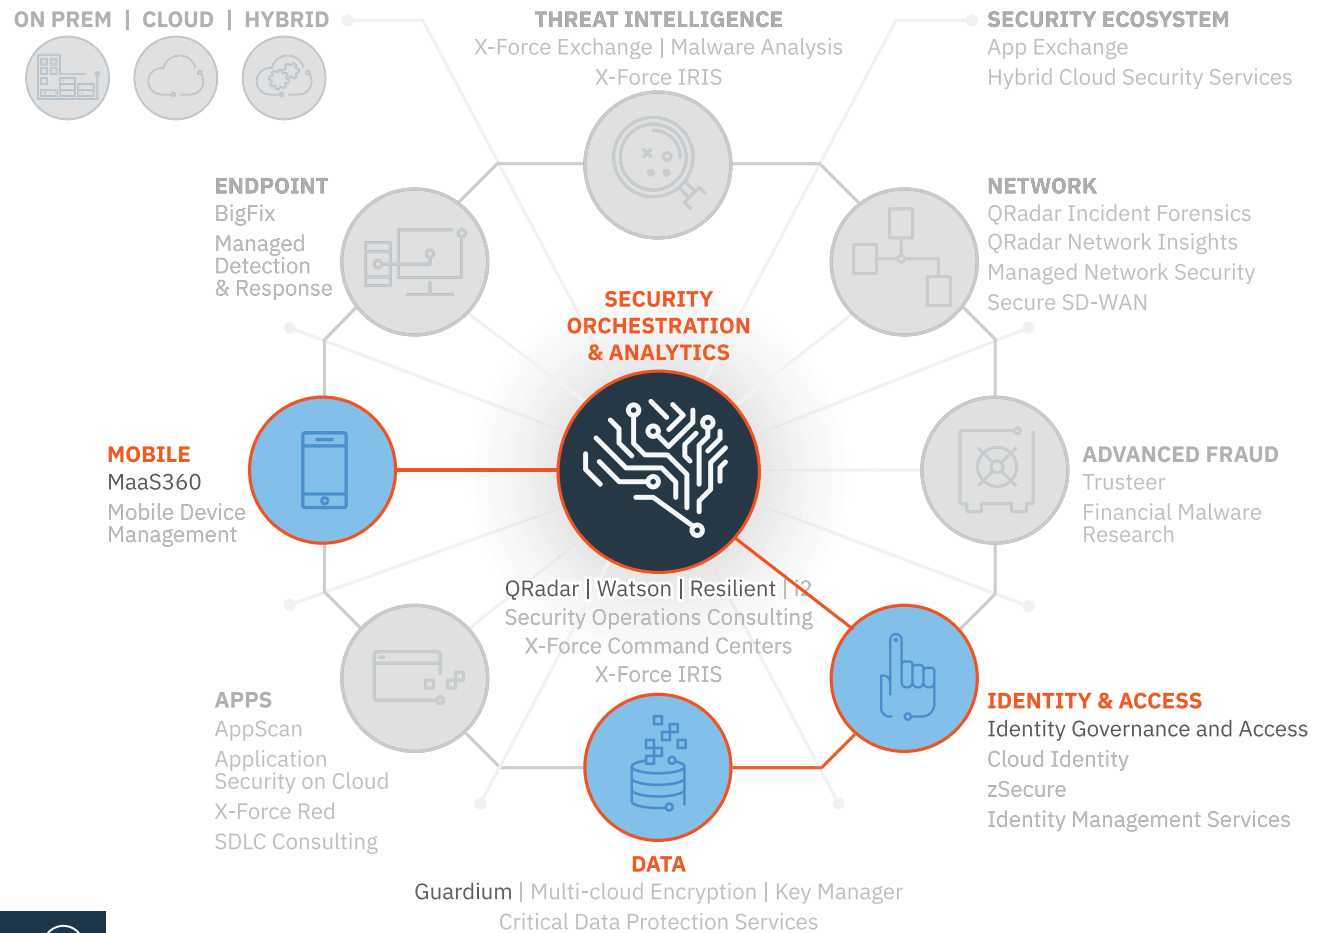 ON PREM | CLOUD | HYBRID
THREAT INTELLIGENCE
X-Force Exchange | Malware Analysis
X-Force IRIS
SECURITY ECOSYSTEM
App Exchange
Hybrid Cloud Security Services
ENDPOINT
BigFix
Managed
Detection
& Response
NETWORK
QRadar Incident Forensics
QRadar Network Insights
Managed Network Security
Secure SD-WAN
SECURITY
ORCHESTRATION
& ANALYTICS
MOBILE
MaaS360
Mobile Device
Management
ADVANCED FRAUD
Trusteer
Financial Malware
Research
QRadar | Watson | Resilient | i2
Security Operations Consulting
X-Force Command Centers
X-Force IRIS
APPS
AppScan
Application
Security on Cloud
X-Force Red
SDLC Consulting
IDENTITY & ACCESS
Identity Governance and Access
Cloud Identity
zSecure
Identity Management Services
DATA
Guardium | Multi-cloud Encryption | Key Manager
Critical Data Protection Services